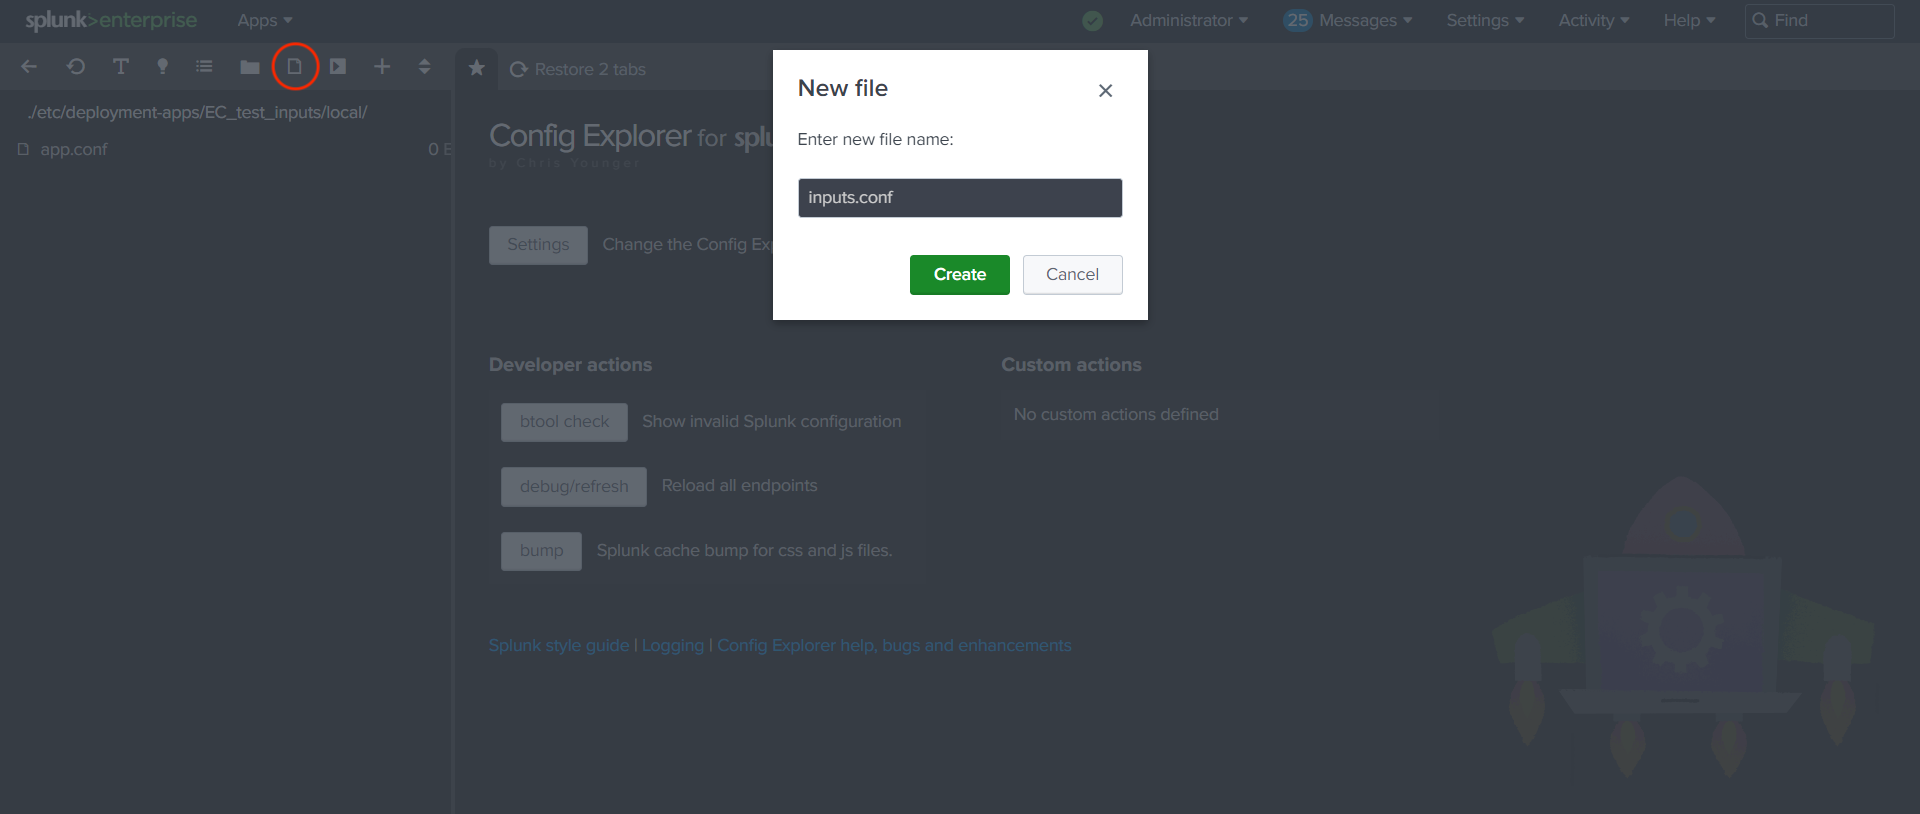 splunk>enterprise Apps Administrator 25 Messages Settings Activity Help Find
Restore 2 tabs
./etc/deployment-apps/EC_test_inputs/local/
app.conf 0
Config Explorer for
by Chris Younger
New file
Enter new file name:
inputs.conf
Create Cancel
Settings Change the Config
Developer actions Custom actions
btool check Show invalid Splunk configuration No custom actions defined
debug/refresh Reload all endpoints
bump Splunk cache bump for css and js files.
Splunk style guide | Logging | Config Explorer help, bugs and enhancements